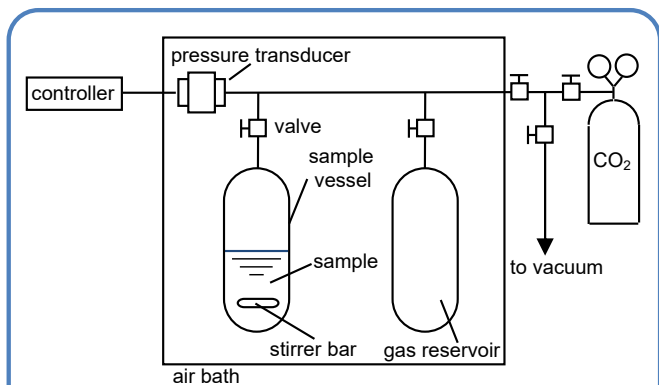 pressure transducer
controller
valve
sample
vessel
CO₂
sample
to vacuum
stirrer bar
gas reservoir
air bath